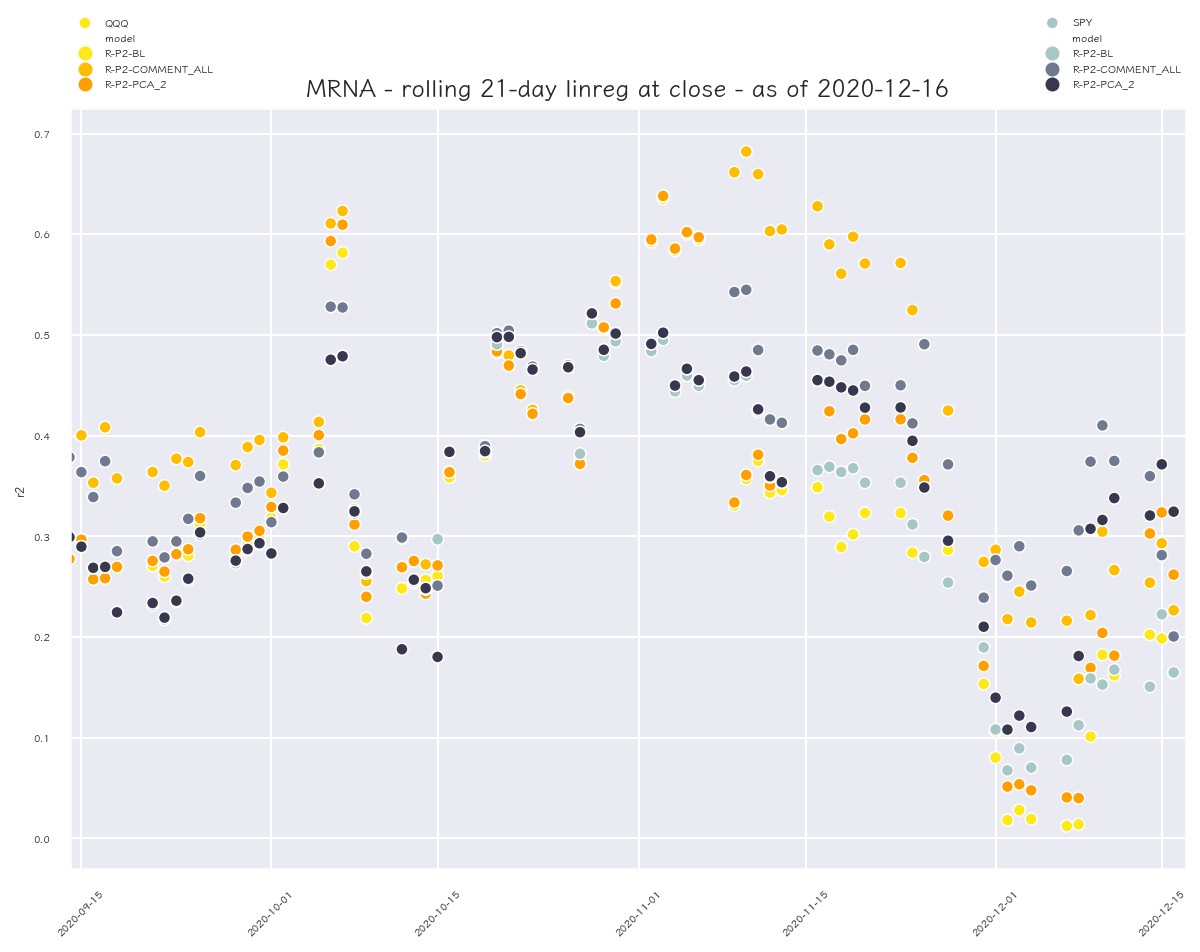 QQQ
model
R-P2-BL
R-P2-COMMENT_ALL
R-P2-PCA_2
SPY
model
R-P2-BL
R-P2-COMMENT_ALL
R-P2-PCA_2
MRNA - rolling 21-day linreg at close - as of 2020-12-16
0.7
0.6
0.5
0.4
0.3
0.2
0.1
0.0
r2
2020-09-15
2020-10-01
2020-10-15
2020-11-01
2020-11-15
2020-12-01
2020-12-15